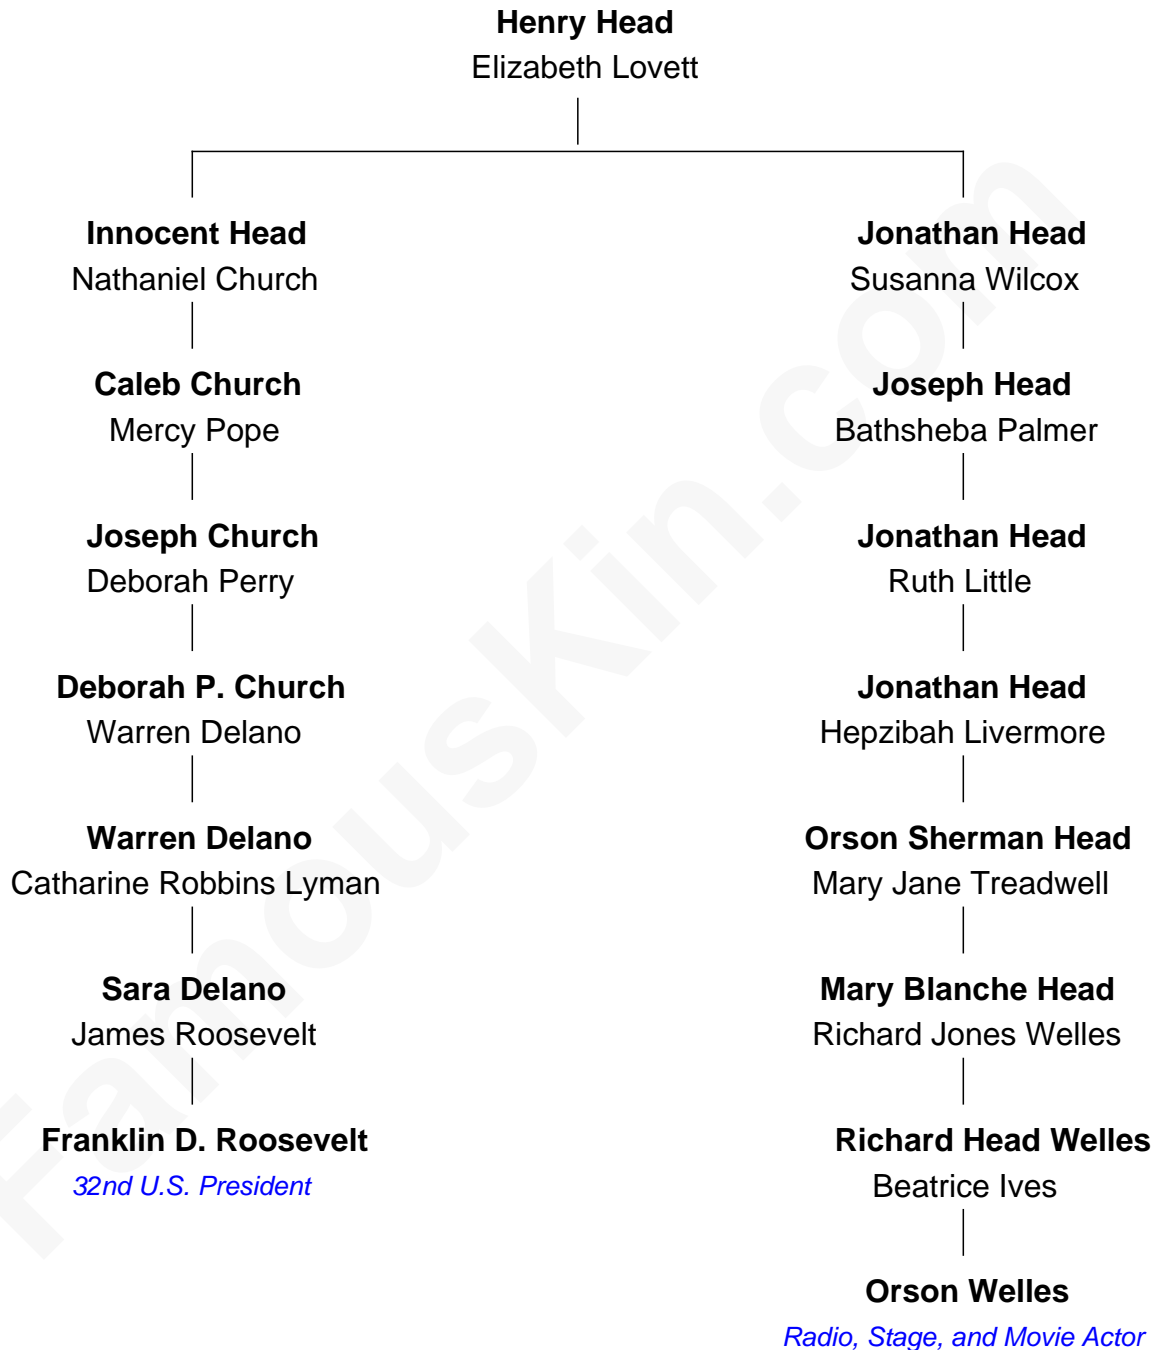 Henry Head
Elizabeth Lovett
Innocent Head
Nathaniel Church
Jonathan Head
Susanna Wilcox
Caleb Church
Mercy Pope
Joseph Head
Bathsheba Palmer
Joseph Church
Deborah Perry
Jonathan Head
Ruth Little
Deborah P. Church
Warren Delano
Jonathan Head
Hepzibah Livermore
Warren Delano
Catharine Robbins Lyman
Orson Sherman Head
Mary Jane Treadwell
Sara Delano
James Roosevelt
Mary Blanche Head
Richard Jones Welles
Franklin D. Roosevelt
32nd U.S. President
Richard Head Welles
Beatrice Ives
Orson Welles
Radio, Stage, and Movie Actor
FamousKin.com